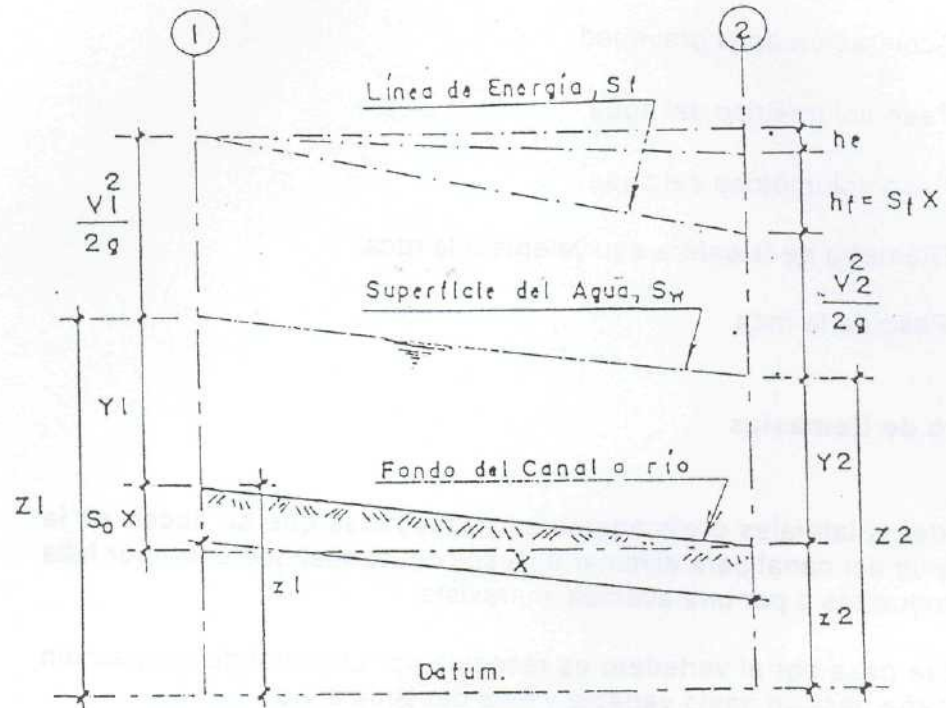 1
2
Línea de Energía, Sf
he
V1²
2g
hf = Sf X
V2²
2g
Superficie del Agua, Sw
Y1
Y2
Fondo del Canal o río
Z1
So X
X
Z2
z1
z2
Datum.